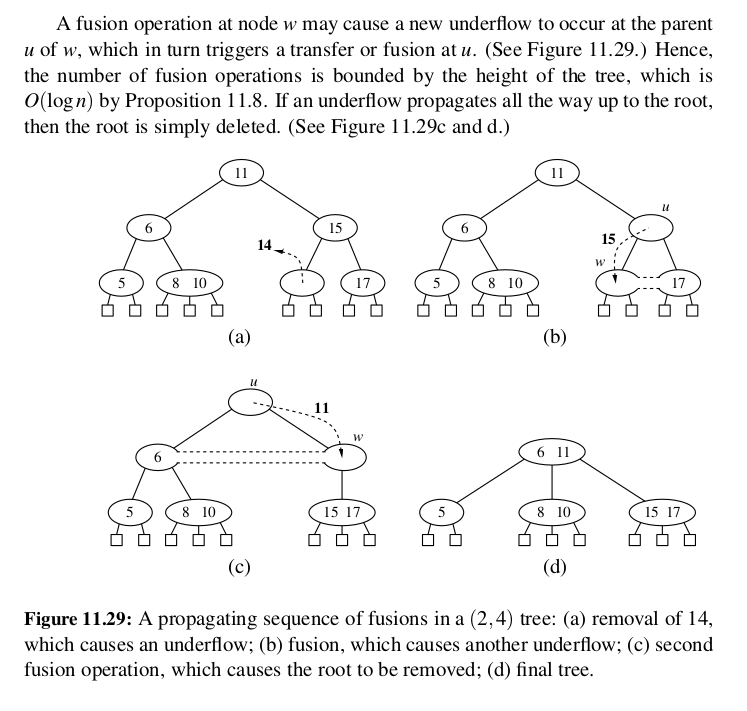 A fusion operation at node w may cause a new underflow to occur at the parent
u of w, which in turn triggers a transfer or fusion at u. (See Figure 11.29.) Hence,
the number of fusion operations is bounded by the height of the tree, which is
O(log n) by Proposition 11.8. If an underflow propagates all the way up to the root,
then the root is simply deleted. (See Figure 11.29c and d.)
11
6
15
14
5
8 10
17
(a)
11
u
6
15
w
5
8 10
17
(b)
u
11
w
6
5
8 10
15 17
(c)
6 11
5
8 10
15 17
(d)
Figure 11.29: A propagating sequence of fusions in a (2,4) tree: (a) removal of 14,
which causes an underflow; (b) fusion, which causes another underflow; (c) second
fusion operation, which causes the root to be removed; (d) final tree.